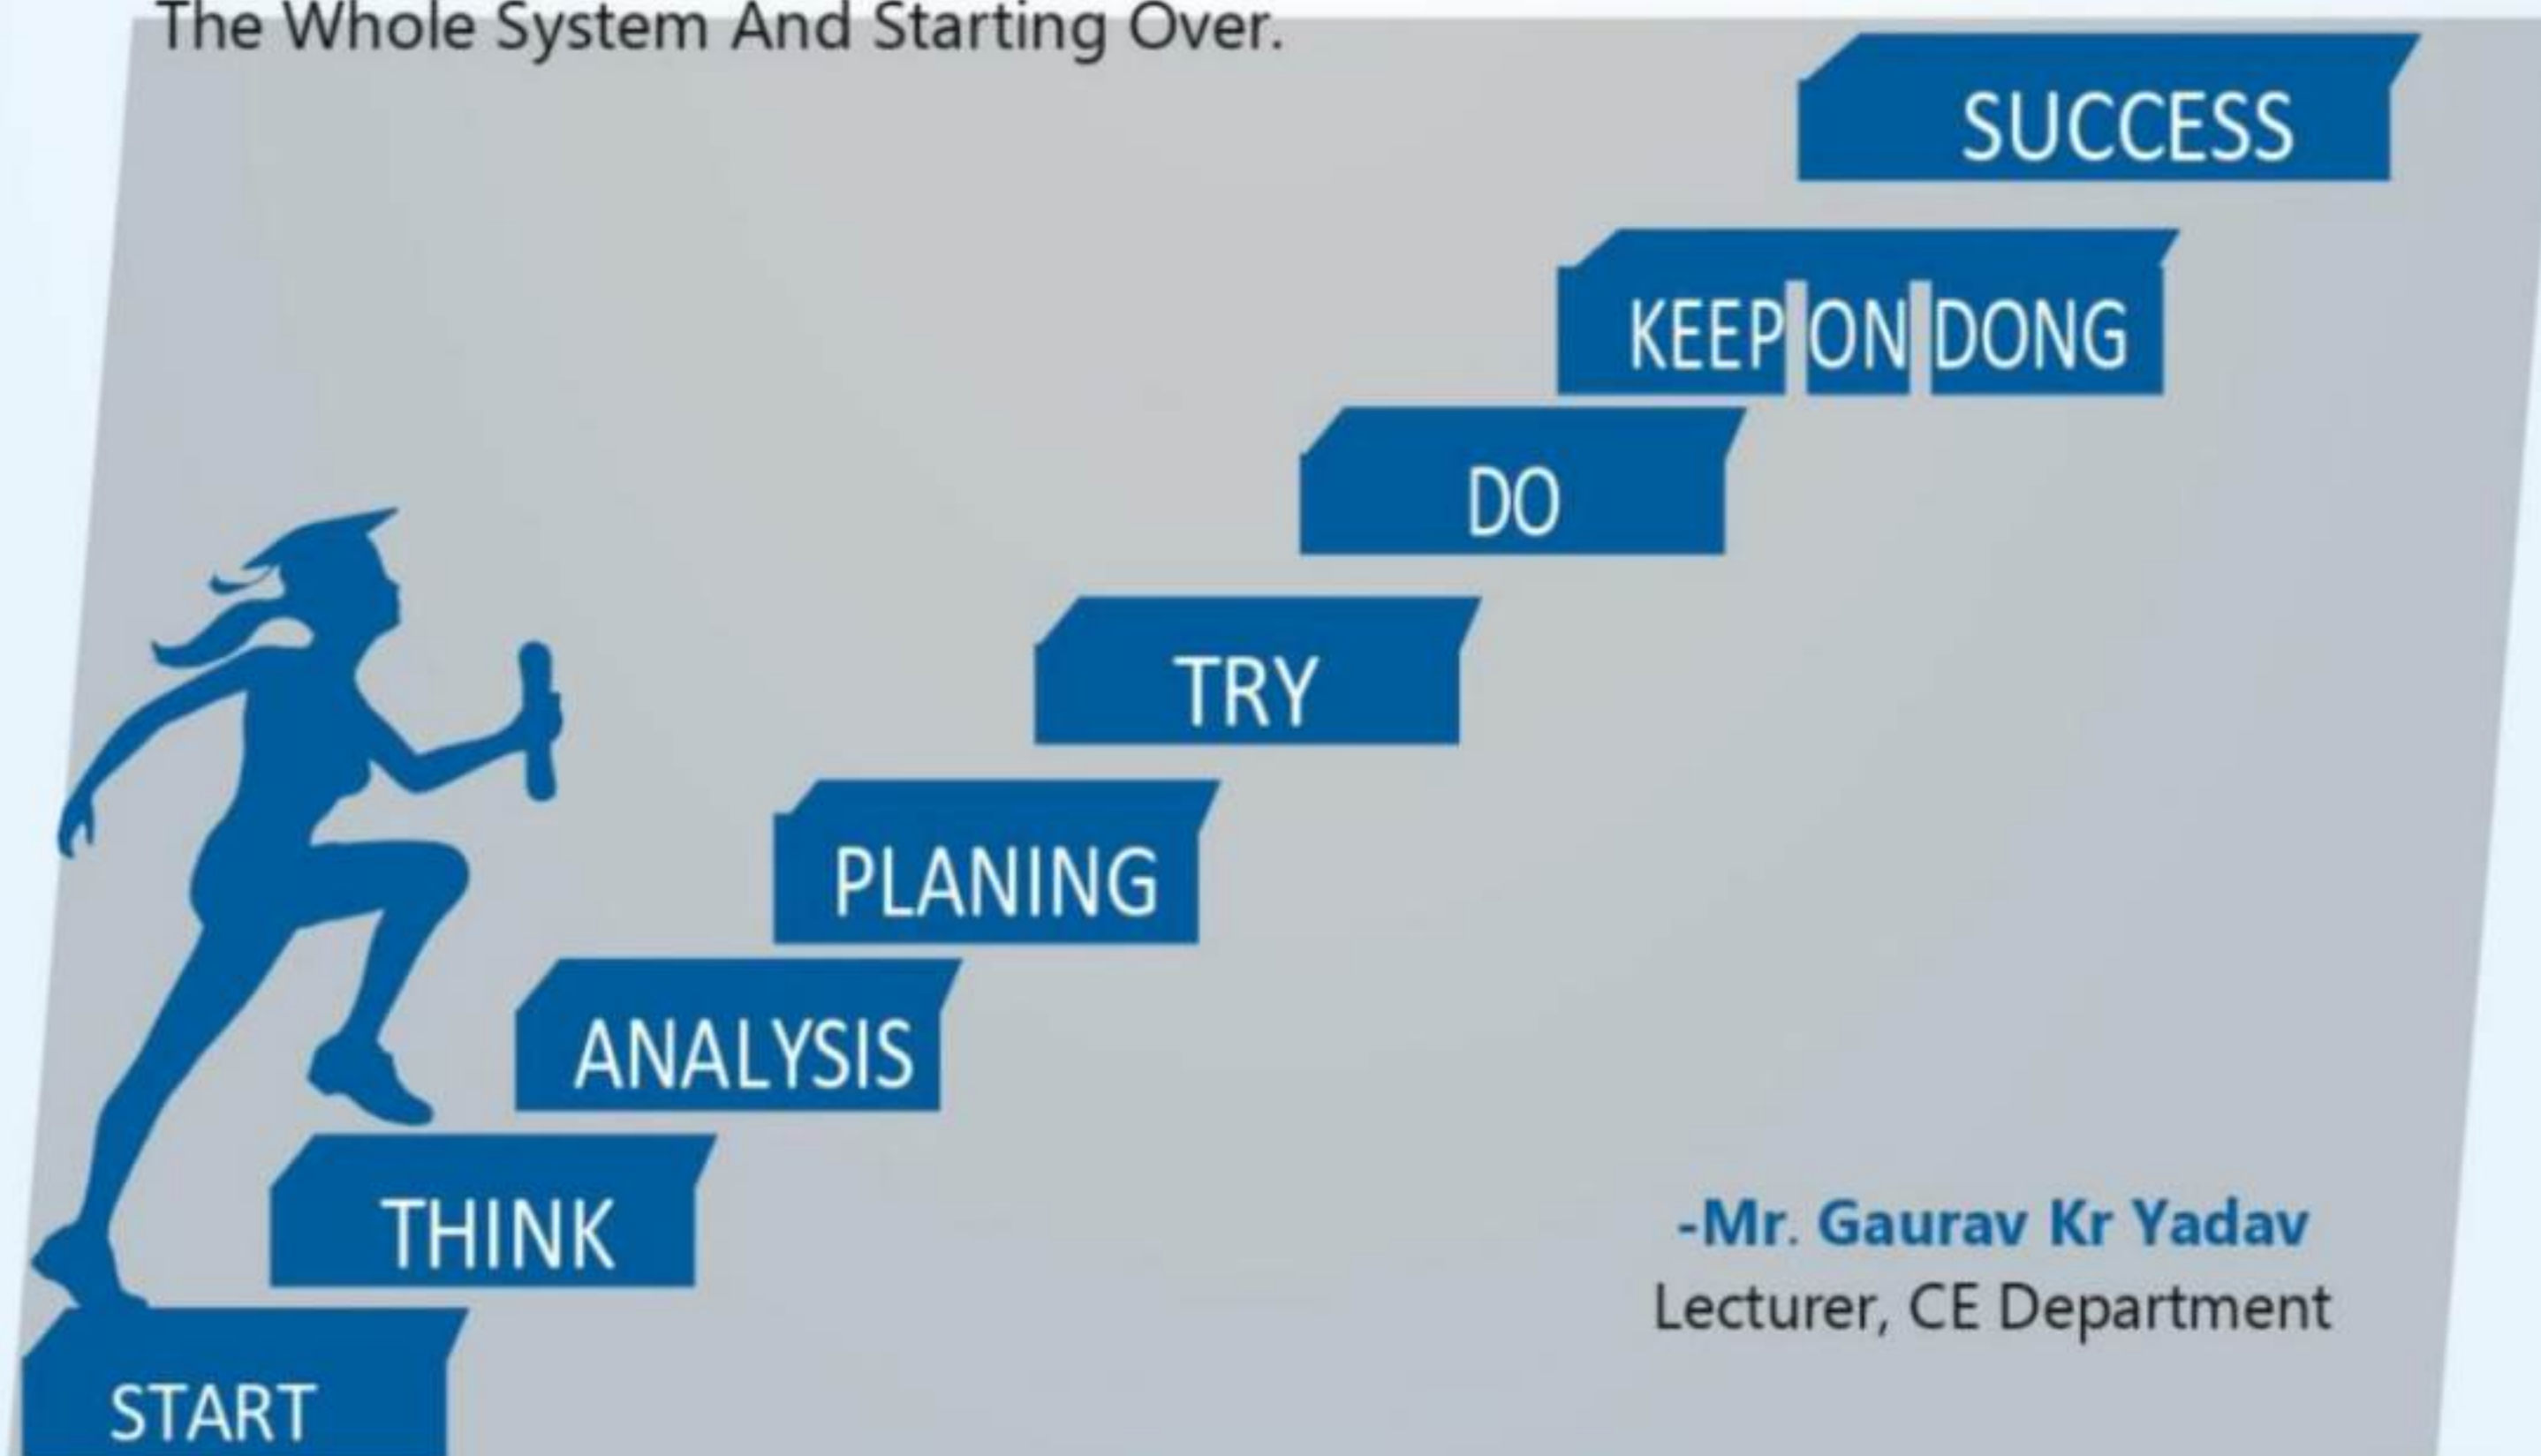 The Whole System And Starting Over.
SUCCESS
KEEP ON DONG
DO
TRY
PLANING
ANALYSIS
THINK
START
-Mr. Gaurav Kr Yadav
Lecturer, CE Department